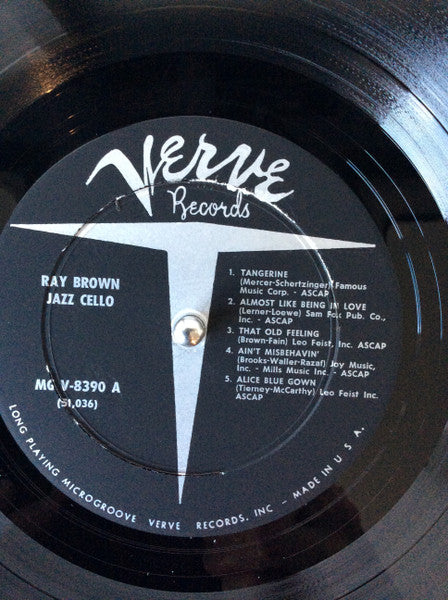 Verve
Records
RAY BROWN
JAZZ CELLO
MG V-8390 A
(51,036)
1. TANGERINE
(Mercer-Schertzinger) Famous
Music Corp. - ASCAP
2. ALMOST LIKE BEING IN LOVE
(Lerner-Loewe) Sam Fox Pub. Co.,
Inc. - ASCAP
3. THAT OLD FEELING
(Brown-Fain) Leo Feist, Inc. ASCAP
4. AIN'T MISBEHAVIN'
(Brooks-Waller-Razaf) Joy Music,
Inc. - Mills Music Inc. - ASCAP
5. ALICE BLUE GOWN
(Tierney-McCarthy) Leo Feist Inc.
ASCAP
LONG PLAYING MICROGROOVE VERVE RECORDS, INC - MADE IN U. S. A.